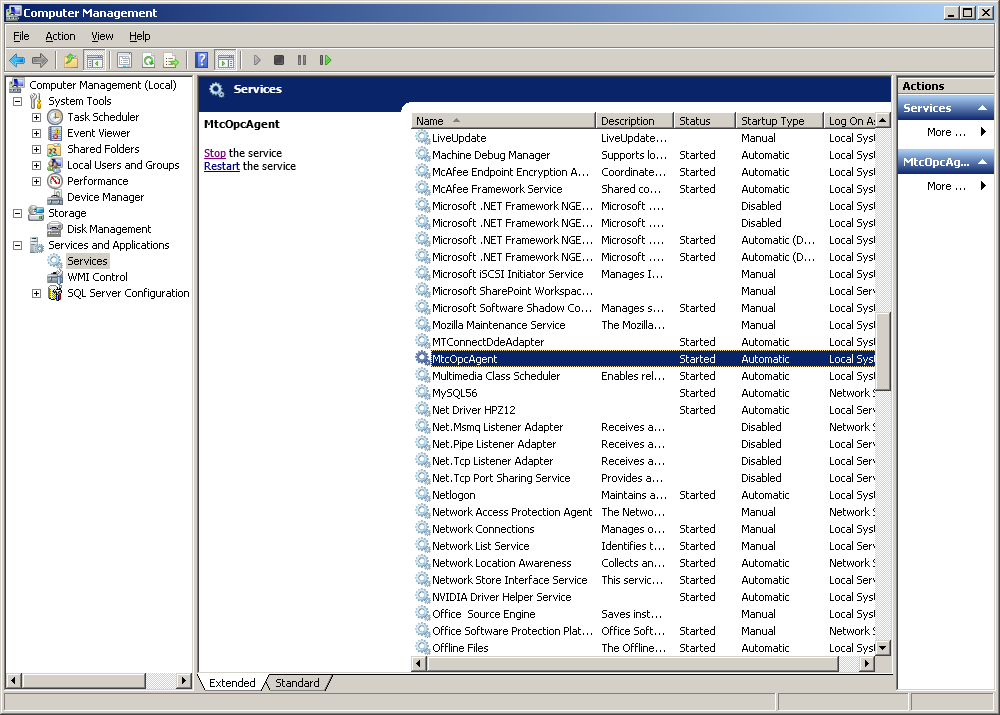 Computer Management
File Action View Help
Computer Management (Local)
System Tools
Task Scheduler
Event Viewer
Shared Folders
Local Users and Groups
Performance
Device Manager
Storage
Disk Management
Services and Applications
Services
WMI Control
SQL Server Configuration
Services
MtcOpcAgent
Stop the service
Restart the service
Name Description Status Startup Type Log On As
LiveUpdate LiveUpdate... Manual Local Syst
Machine Debug Manager Supports lo... Started Automatic Local Syst
McAfee Endpoint Encryption A... Coordinate... Started Automatic Local Syst
McAfee Framework Service Shared co... Started Automatic Local Syst
Microsoft .NET Framework NGE... Microsoft .... Disabled Local Syst
Microsoft .NET Framework NGE... Microsoft .... Disabled Local Syst
Microsoft .NET Framework NGE... Microsoft .... Started Automatic (D... Local Syst
Microsoft .NET Framework NGE... Microsoft .... Started Automatic (D... Local Syst
Microsoft iSCSI Initiator Service Manages I... Manual Local Syst
Microsoft SharePoint Workspac... Manual Local Serv
Microsoft Software Shadow Co... Manages s... Started Manual Local Syst
Mozilla Maintenance Service The Mozilla... Manual Local Syst
MTConnectDdeAdapter Started Automatic Local Syst
MtcOpcAgent Started Automatic Local Syst
Multimedia Class Scheduler Enables rel... Started Automatic Local Syst
MySQL56 Started Automatic Network S
Net Driver HPZ12 Started Automatic Local Serv
Net.Msmq Listener Adapter Receives a... Disabled Network S
Net.Pipe Listener Adapter Receives a... Disabled Local Serv
Net.Tcp Listener Adapter Receives a... Disabled Local Serv
Net.Tcp Port Sharing Service Provides a... Disabled Local Serv
Netlogon Maintains a... Started Automatic Local Syst
Network Access Protection Agent The Netwo... Manual Network S
Network Connections Manages o... Started Manual Local Syst
Network List Service Identifies t... Started Manual Local Serv
Network Location Awareness Collects an... Started Automatic Network S
Network Store Interface Service This servic... Started Automatic Local Serv
NVIDIA Driver Helper Service Started Automatic Local Syst
Office Source Engine Saves inst... Manual Local Syst
Office Software Protection Plat... Office Soft... Started Manual Network S
Offline Files The Offline... Started Automatic Local Syst
Extended Standard
Actions
Services
More ...
MtcOpcAg...
More ...